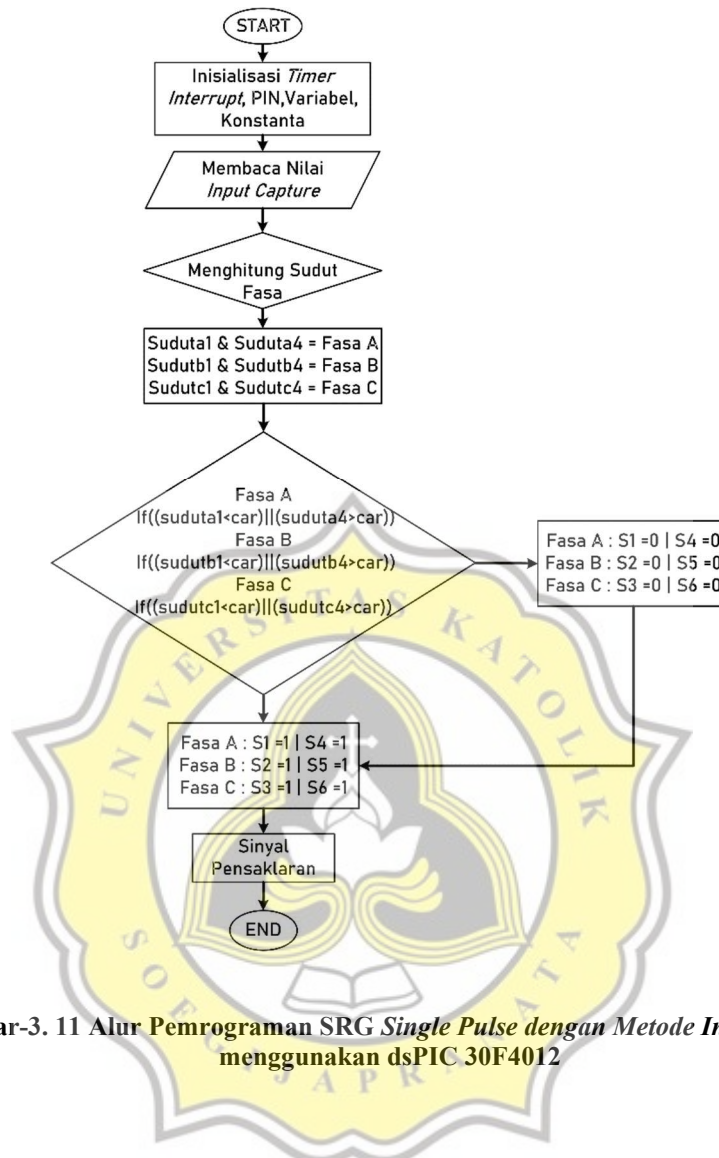 START
Inisialisasi Timer
Interrupt, PIN,Variabel,
Konstanta
Membaca Nilai
Input Capture
Menghitung Sudut
Fasa
Suduta1 & Suduta4 = Fasa A
Sudutb1 & Sudutb4 = Fasa B
Sudutc1 & Sudutc4 = Fasa C
Fasa A
If((suduta1<car)||(suduta4>car))
Fasa B
If((sudutb1<car)||(sudutb4>car))
Fasa C
If((sudutc1<car)||(sudutc4>car))
Fasa A : S1 =0 | S4 =0
Fasa B : S2 =0 | S5 =0
Fasa C : S3 =0 | S6 =0
Fasa A : S1 =1 | S4 =1
Fasa B : S2 =1 | S5 =1
Fasa C : S3 =1 | S6 =1
Sinyal
Pensaklaran
END
ar-3. 11 Alur Pemrograman SRG Single Pulse dengan Metode In
menggunakan dsPIC 30F4012
UNIVERSITAS KATOLIK
SOEGIJAPRANATA